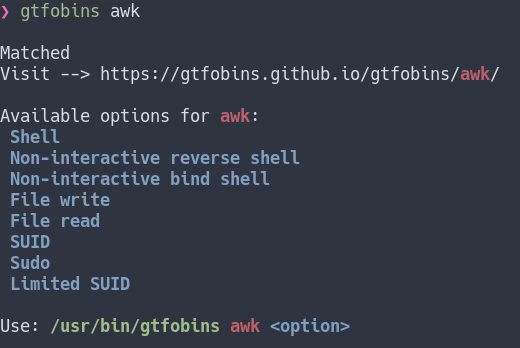 ❯ gtfobins awk
Matched
Visit --> https://gtfobins.github.io/gtfobins/awk/
Available options for awk:
Shell
Non-interactive reverse shell
Non-interactive bind shell
File write
File read
SUID
Sudo
Limited SUID
Use: /usr/bin/gtfobins awk <option>